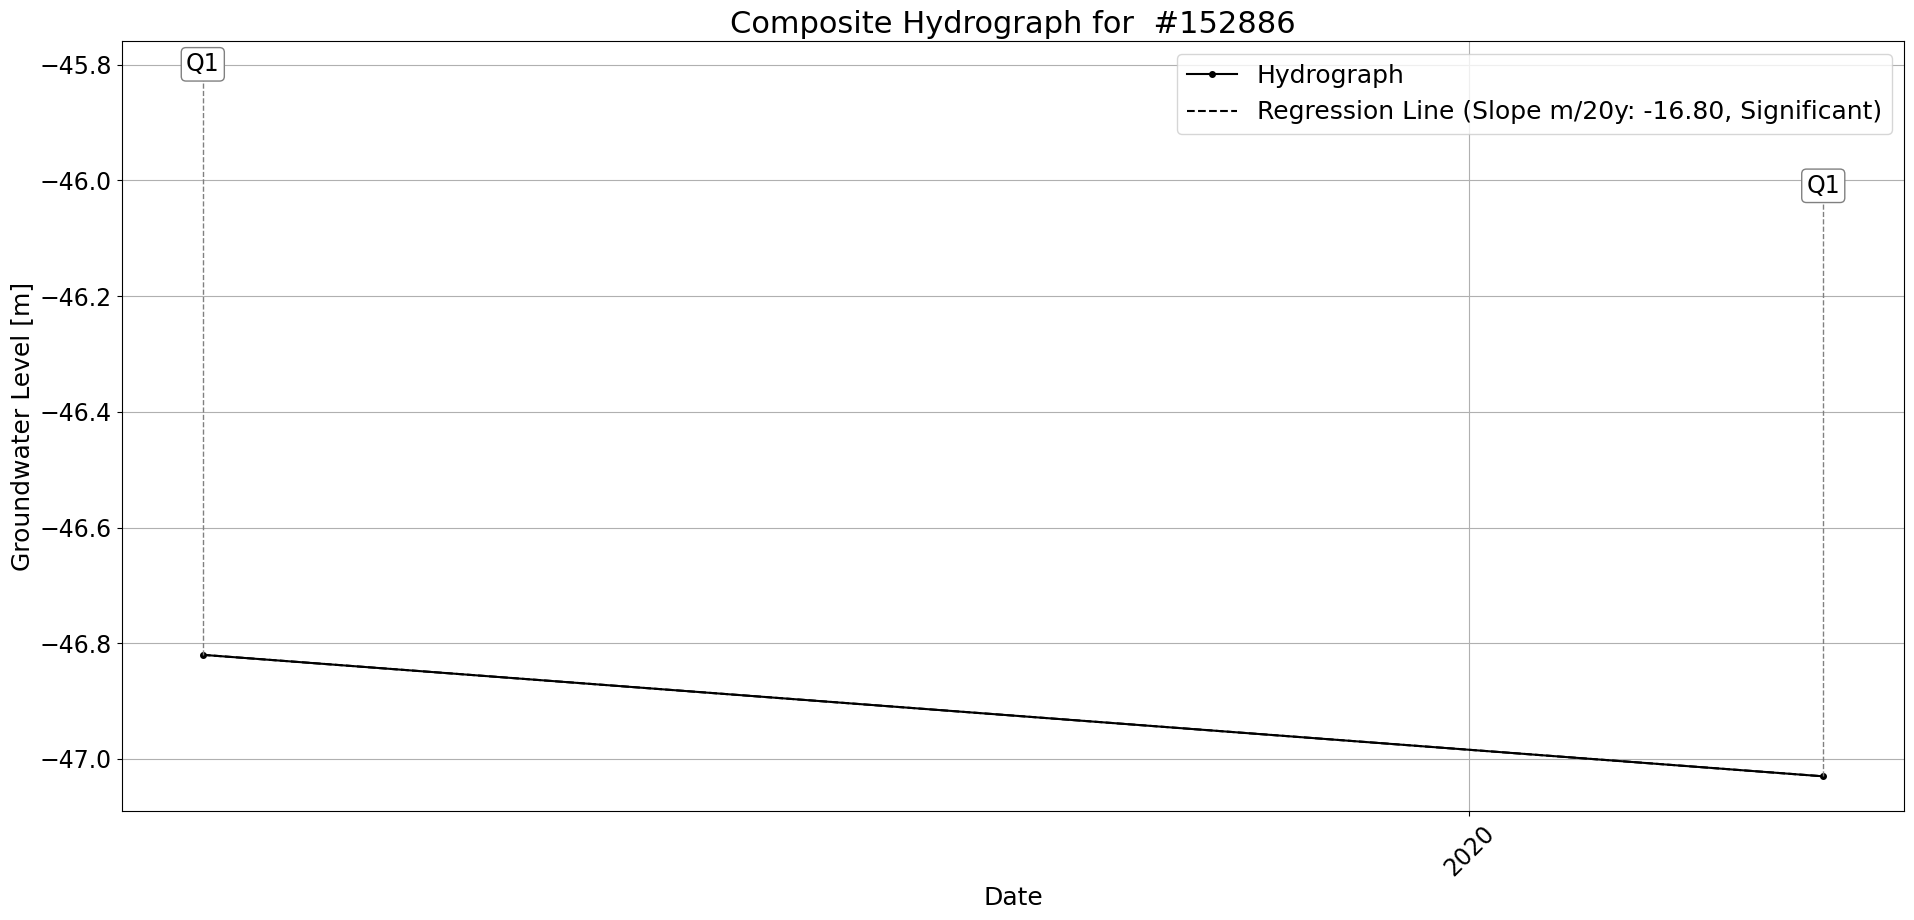 Composite Hydrograph for  #152886
Hydrograph
Regression Line (Slope m/20y: -16.80, Significant)
Q1
Q1
Groundwater Level [m]
−45.8
−46.0
−46.2
−46.4
−46.6
−46.8
−47.0
2020
Date